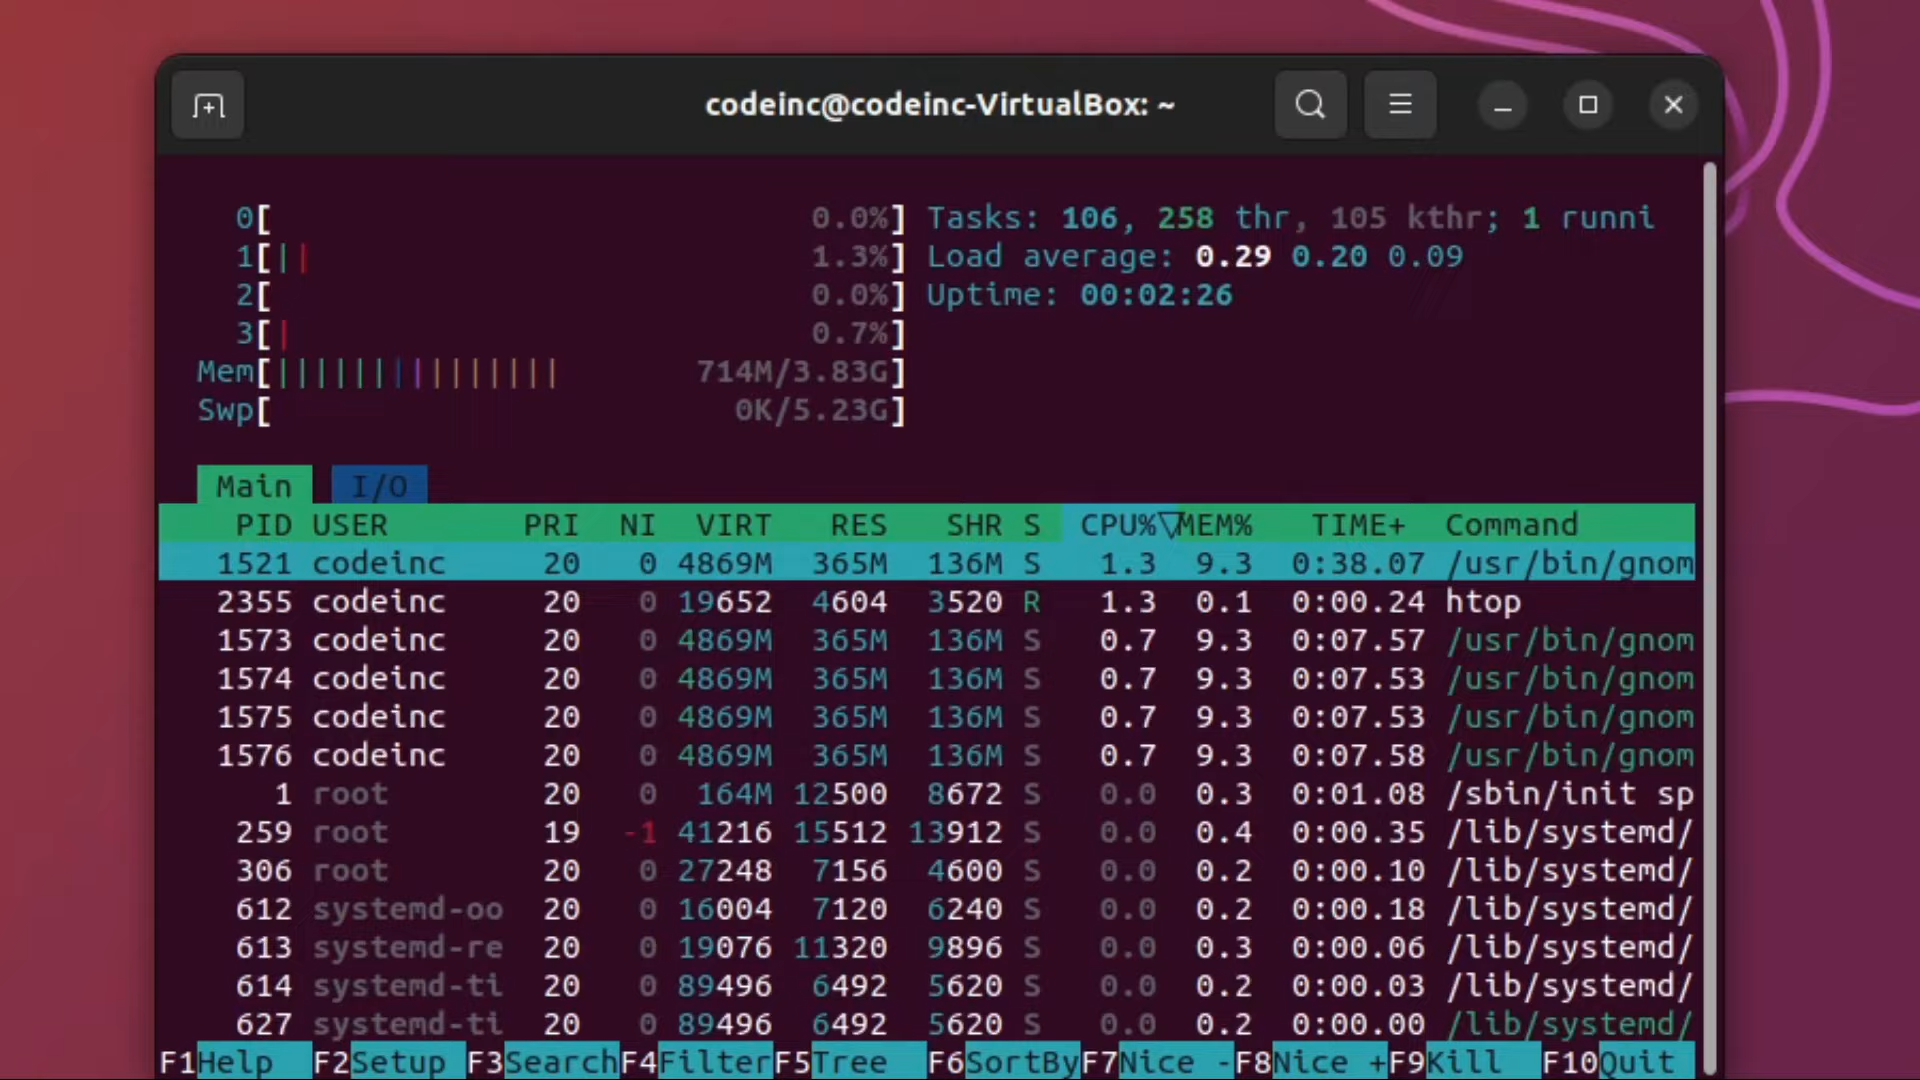 codeinc@codeinc-VirtualBox: ~
0[ 0.0%] Tasks: 106, 258 thr, 105 kthr; 1 runni
1[|| 1.3%] Load average: 0.29 0.20 0.09
2[ 0.0%] Uptime: 00:02:26
3[| 0.7%]
Mem[||||||||||||||| 714M/3.83G]
Swp[ 0K/5.23G]
Main I/O
PID USER PRI NI VIRT RES SHR S CPU%▽MEM% TIME+ Command
1521 codeinc 20 0 4869M 365M 136M S 1.3 9.3 0:38.07 /usr/bin/gnom
2355 codeinc 20 0 19652 4604 3520 R 1.3 0.1 0:00.24 htop
1573 codeinc 20 0 4869M 365M 136M S 0.7 9.3 0:07.57 /usr/bin/gnom
1574 codeinc 20 0 4869M 365M 136M S 0.7 9.3 0:07.53 /usr/bin/gnom
1575 codeinc 20 0 4869M 365M 136M S 0.7 9.3 0:07.53 /usr/bin/gnom
1576 codeinc 20 0 4869M 365M 136M S 0.7 9.3 0:07.58 /usr/bin/gnom
1 root 20 0 164M 12500 8672 S 0.0 0.3 0:01.08 /sbin/init sp
259 root 19 -1 41216 15512 13912 S 0.0 0.4 0:00.35 /lib/systemd/
306 root 20 0 27248 7156 4600 S 0.0 0.2 0:00.10 /lib/systemd/
612 systemd-oo 20 0 16004 7120 6240 S 0.0 0.2 0:00.18 /lib/systemd/
613 systemd-re 20 0 19076 11320 9896 S 0.0 0.3 0:00.06 /lib/systemd/
614 systemd-ti 20 0 89496 6492 5620 S 0.0 0.2 0:00.03 /lib/systemd/
627 systemd-ti 20 0 89496 6492 5620 S 0.0 0.2 0:00.00 /lib/systemd/
F1Help F2Setup F3SearchF4FilterF5Tree F6SortByF7Nice -F8Nice +F9Kill F10Quit